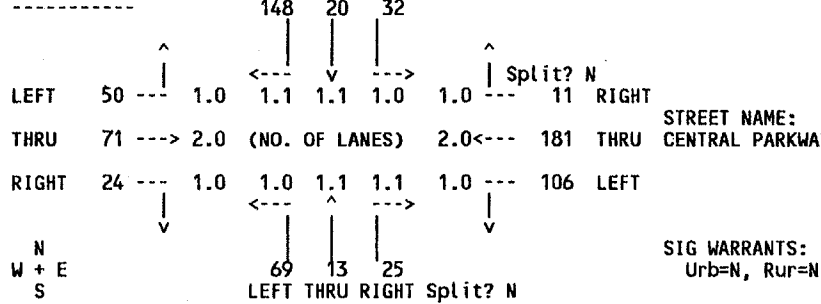 -----------
148 20 32
^ ^
<--- v ---> Split? N
LEFT 50 --- 1.0 1.1 1.1 1.0 1.0 --- 11 RIGHT
STREET NAME:
THRU 71 ---> 2.0 (NO. OF LANES) 2.0<--- 181 THRU CENTRAL PARKWA
RIGHT 24 --- 1.0 1.0 1.1 1.1 1.0 --- 106 LEFT
<--- ^ --->
v v
N SIG WARRANTS:
W + E 69 13 25 Urb=N, Rur=N
S LEFT THRU RIGHT Split? N